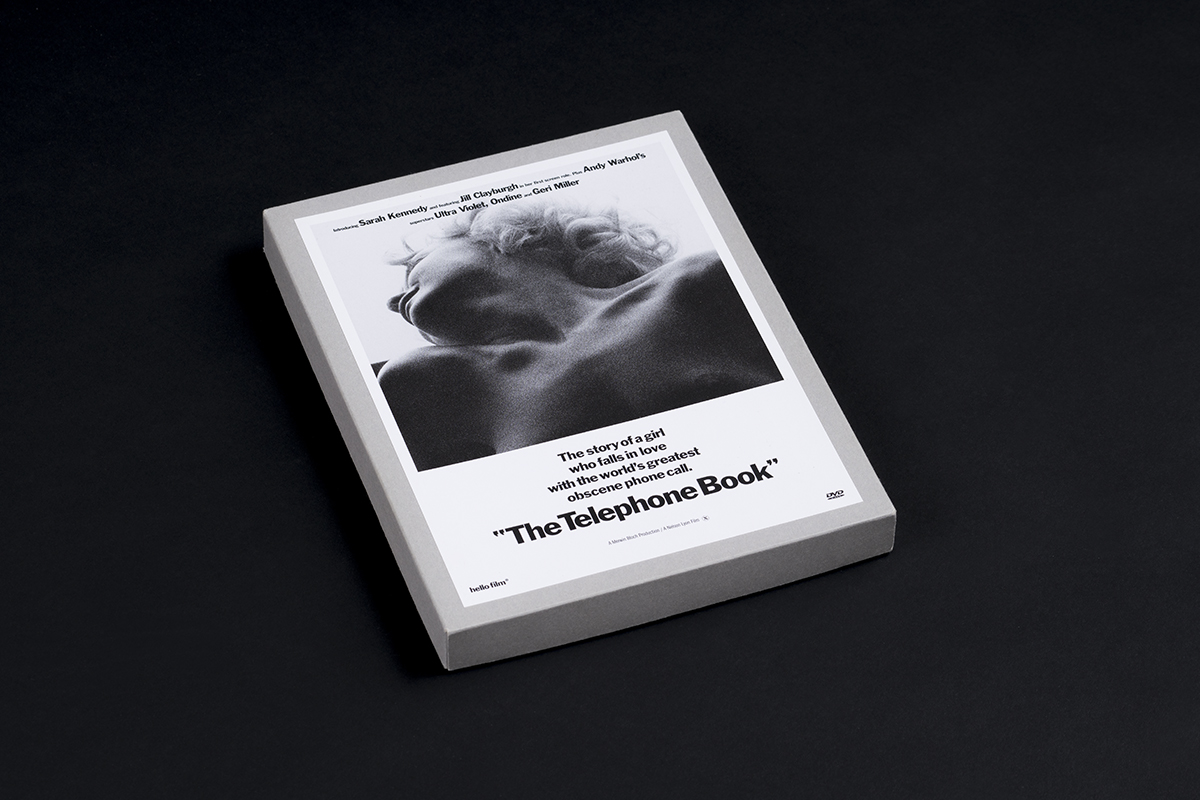 Introducing Sarah Kennedy and featuring Jill Clayburgh in her first screen role. Plus Andy Warhol's
superstars Ultra Violet, Ondine and Geri Miller
The story of a girl
who falls in love
with the world's greatest
obscene phone call.
"The Telephone Book"
A Merwin Bloch Production / A Nelson Lyon Film X
hello film°
DVD